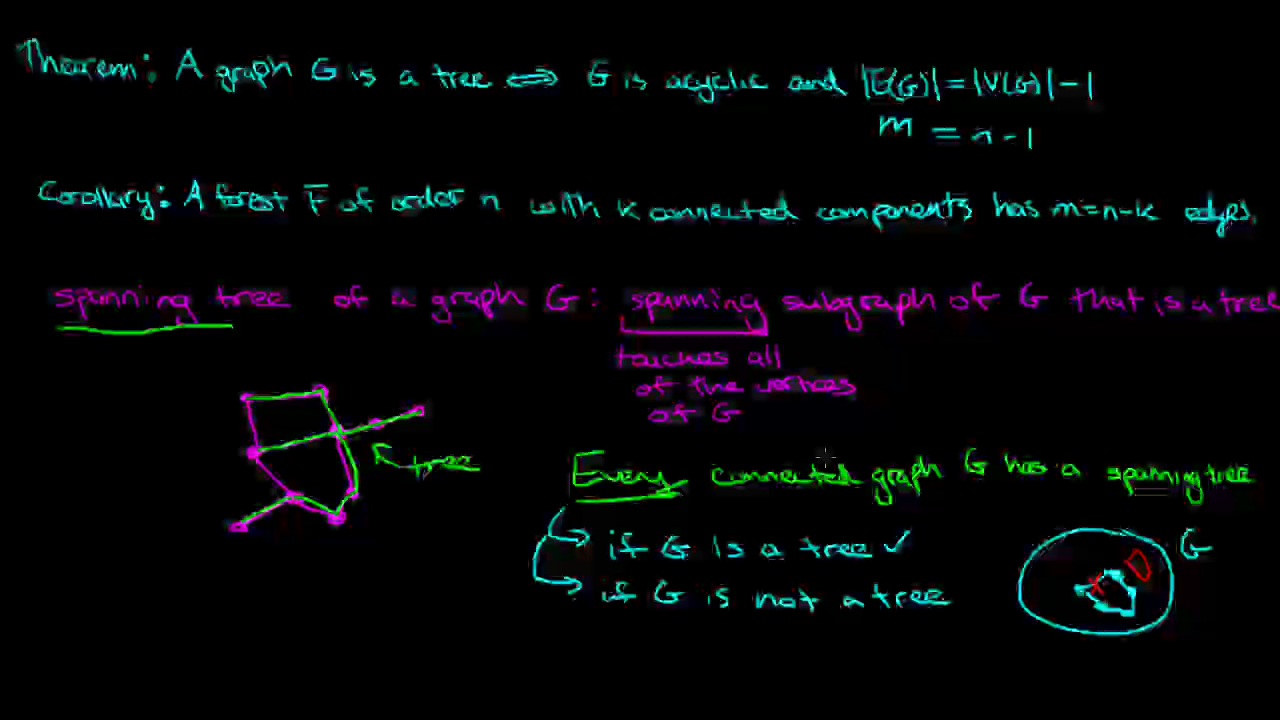 Theorem: A graph G is a tree ⟺ G is acyclic and |E(G)| = |V(G)| - 1
m = n - 1
Corollary: A forest F of order n with k connected components has m = n - k edges.
spanning tree of a graph G: spanning subgraph of G that is a tree
touches all
of the vertices
of G
tree
Every connected graph G has a spanning tree
if G is a tree ✓
G
if G is not a tree